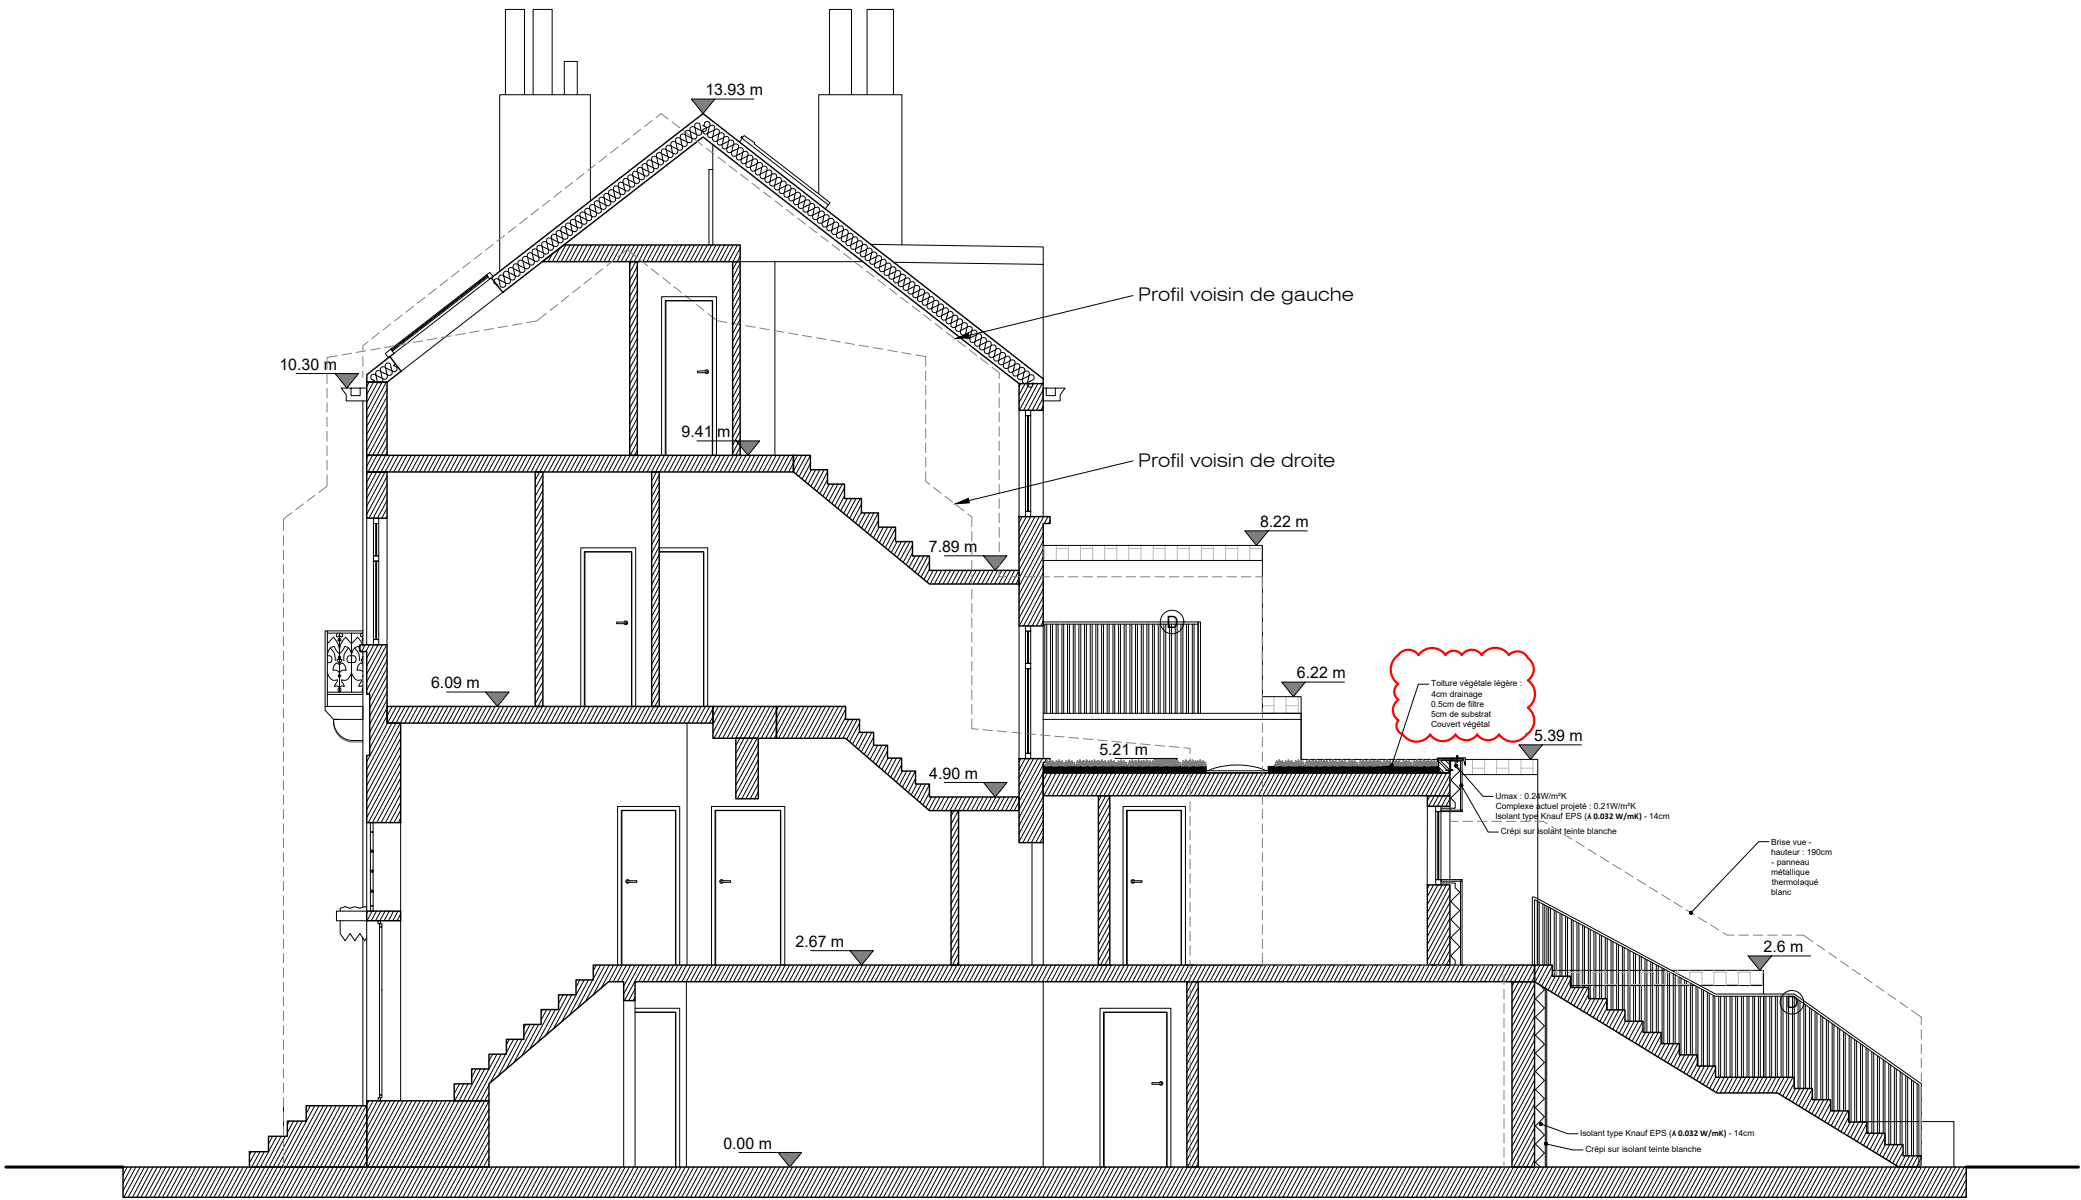 13.93 m
Profil voisin de gauche
10.30 m
9.41 m
Profil voisin de droite
8.22 m
7.89 m
D
6.22 m
6.09 m
Toiture végétale légère :
4cm drainage
0.5cm de filtre
5cm de substrat
Couvert végétal
5.39 m
5.21 m
4.90 m
Umax : 0.24W/m²K
Complexe actuel projeté : 0.21W/m²K
Isolant type Knauf EPS (λ 0.032 W/mK) - 14cm
Crépi sur isolant teinte blanche
Brise vue -
hauteur : 190cm
- panneau
métallique
thermolaqué
blanc
2.67 m
2.6 m
D
Isolant type Knauf EPS (λ 0.032 W/mK) - 14cm
Crépi sur isolant teinte blanche
0.00 m